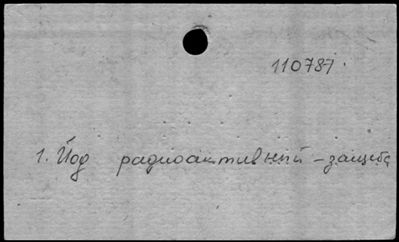 110787.
1. Йод радиоактивный – защита